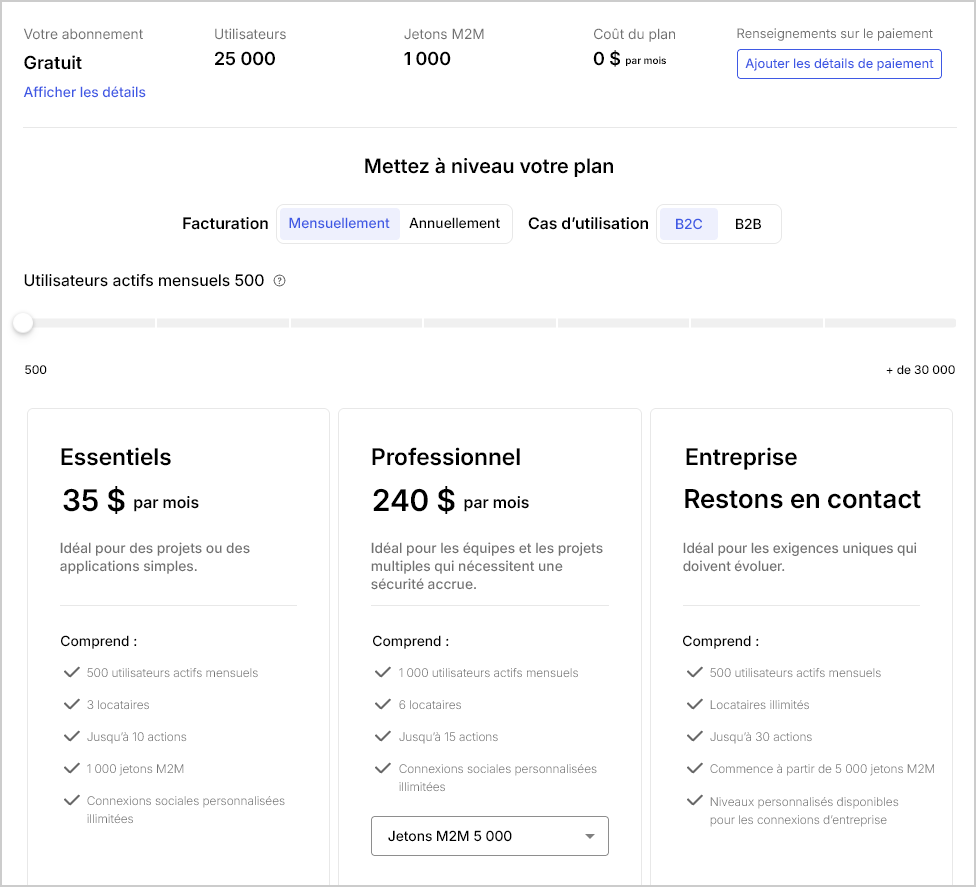 Votre abonnement
Gratuit
Afficher les détails
Utilisateurs
25 000
Jetons M2M
1 000
Coût du plan
0 $ par mois
Renseignements sur le paiement
Ajouter les détails de paiement
Mettez à niveau votre plan
Facturation Mensuellement Annuellement Cas d’utilisation B2C B2B
Utilisateurs actifs mensuels 500 ?
500 + de 30 000
Essentiels
35 $ par mois
Idéal pour des projets ou des
applications simples.
Comprend :
500 utilisateurs actifs mensuels
3 locataires
Jusqu’à 10 actions
1 000 jetons M2M
Connexions sociales personnalisées
illimitées
Professionnel
240 $ par mois
Idéal pour les équipes et les projets
multiples qui nécessitent une
sécurité accrue.
Comprend :
1 000 utilisateurs actifs mensuels
6 locataires
Jusqu’à 15 actions
Connexions sociales personnalisées
illimitées
Jetons M2M 5 000
Entreprise
Restons en contact
Idéal pour les exigences uniques qui
doivent évoluer.
Comprend :
500 utilisateurs actifs mensuels
Locataires illimités
Jusqu’à 30 actions
Commence à partir de 5 000 jetons M2M
Niveaux personnalisés disponibles
pour les connexions d’entreprise